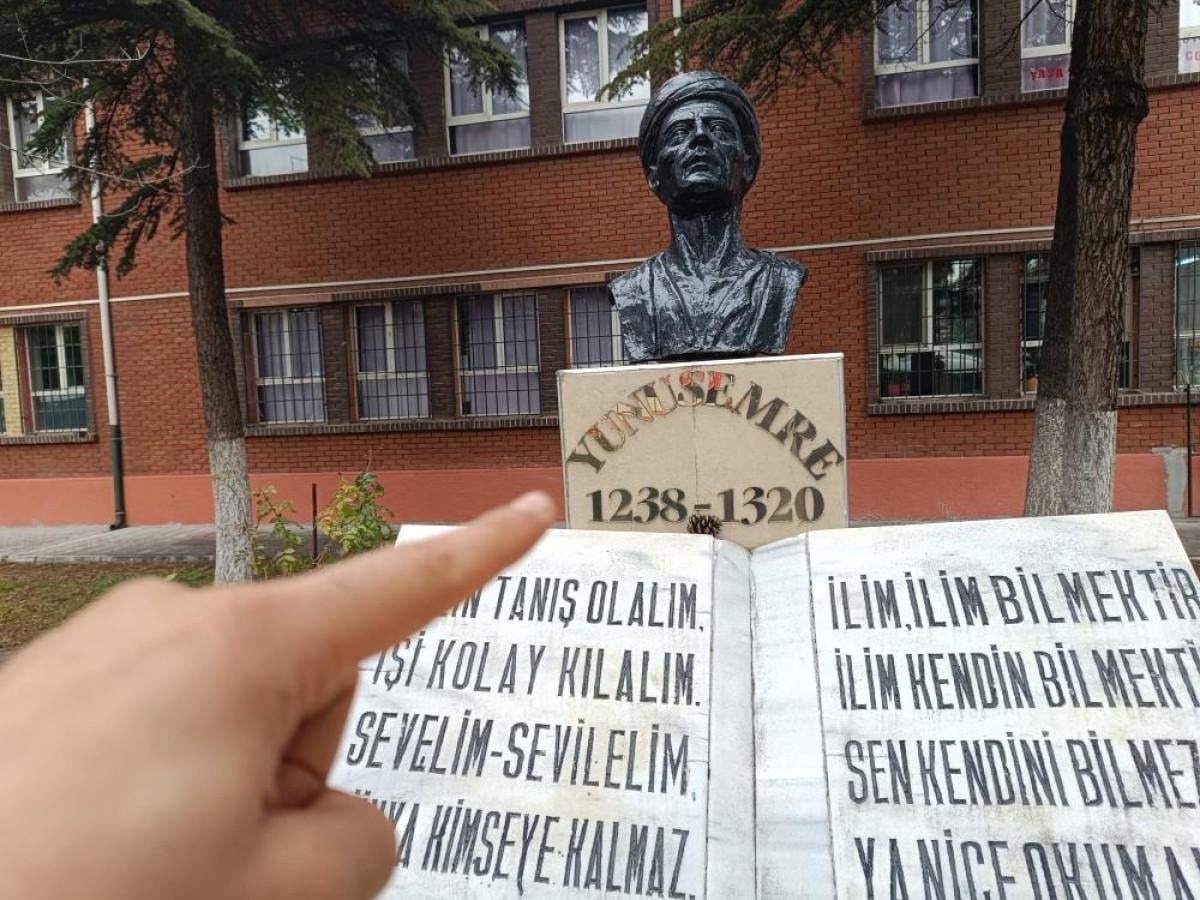 YUNUS EMRE
1238-1320
TANIŞ OLALIM,
İŞİ KOLAY KILALIM.
SEVELİM-SEVİLELİM,
KİMSEYE KALMAZ.
İLİM,İLİM BİLMEKTİR
İLİM KENDİN BİLMEKTİ
SEN KENDİNİ BİLMEZ
YA NİCE OKUMA